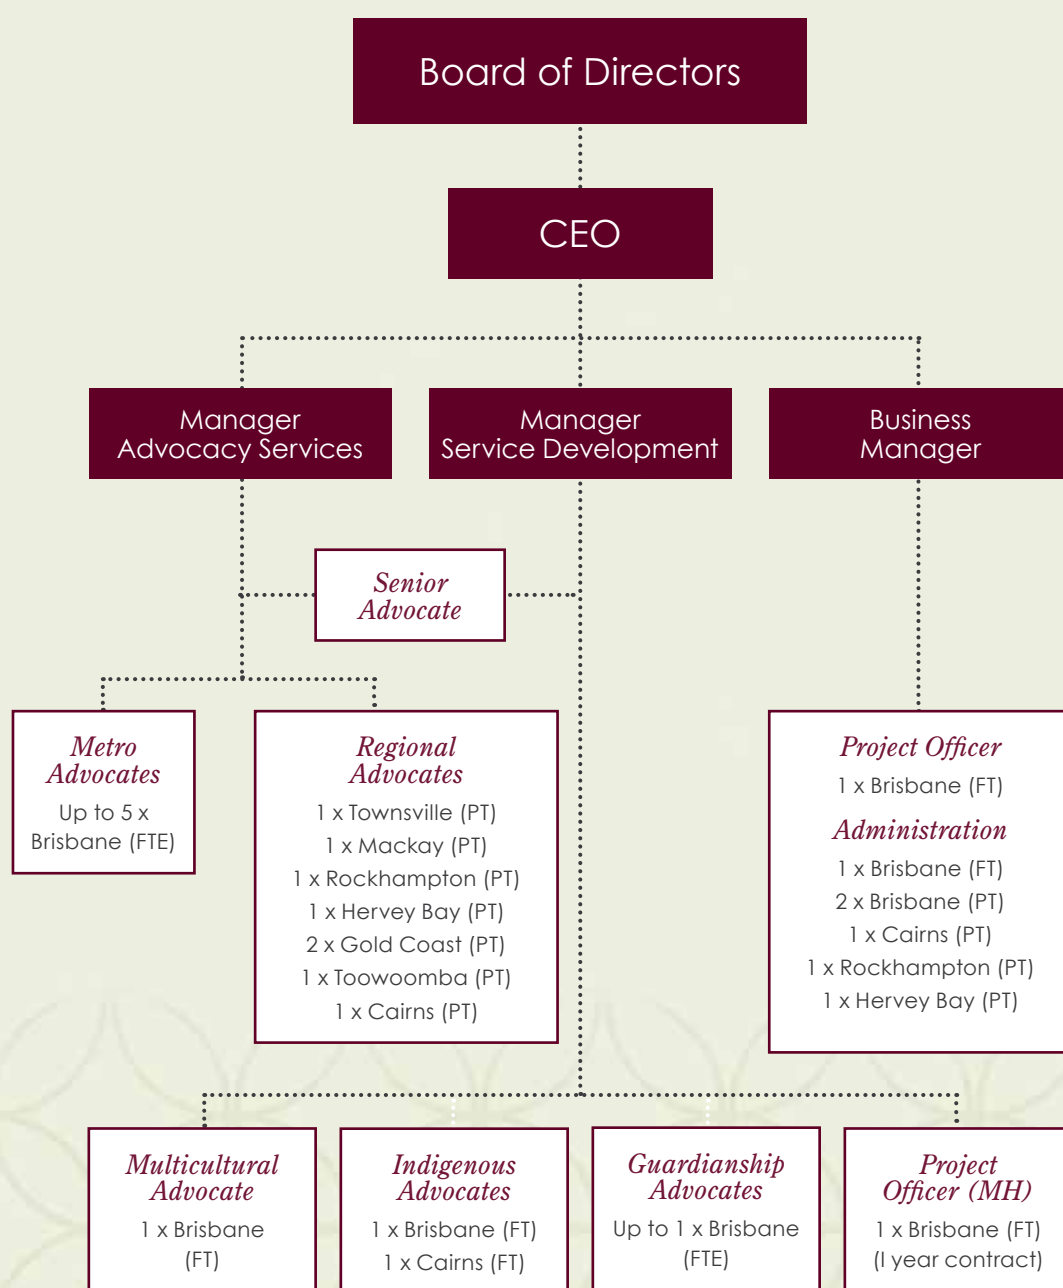 Board of Directors
CEO
Manager
Advocacy Services
Manager
Service Development
Business
Manager
Senior
Advocate
Metro
Advocates
Up to 5 x
Brisbane (FTE)
Regional
Advocates
1 x Townsville (PT)
1 x Mackay (PT)
1 x Rockhampton (PT)
1 x Hervey Bay (PT)
2 x Gold Coast (PT)
1 x Toowoomba (PT)
1 x Cairns (PT)
Project Officer
1 x Brisbane (FT)
Administration
1 x Brisbane (FT)
2 x Brisbane (PT)
1 x Cairns (PT)
1 x Rockhampton (PT)
1 x Hervey Bay (PT)
Multicultural
Advocate
1 x Brisbane
(FT)
Indigenous
Advocates
1 x Brisbane (FT)
1 x Cairns (FT)
Guardianship
Advocates
Up to 1 x Brisbane
(FTE)
Project
Officer (MH)
1 x Brisbane (FT)
(I year contract)